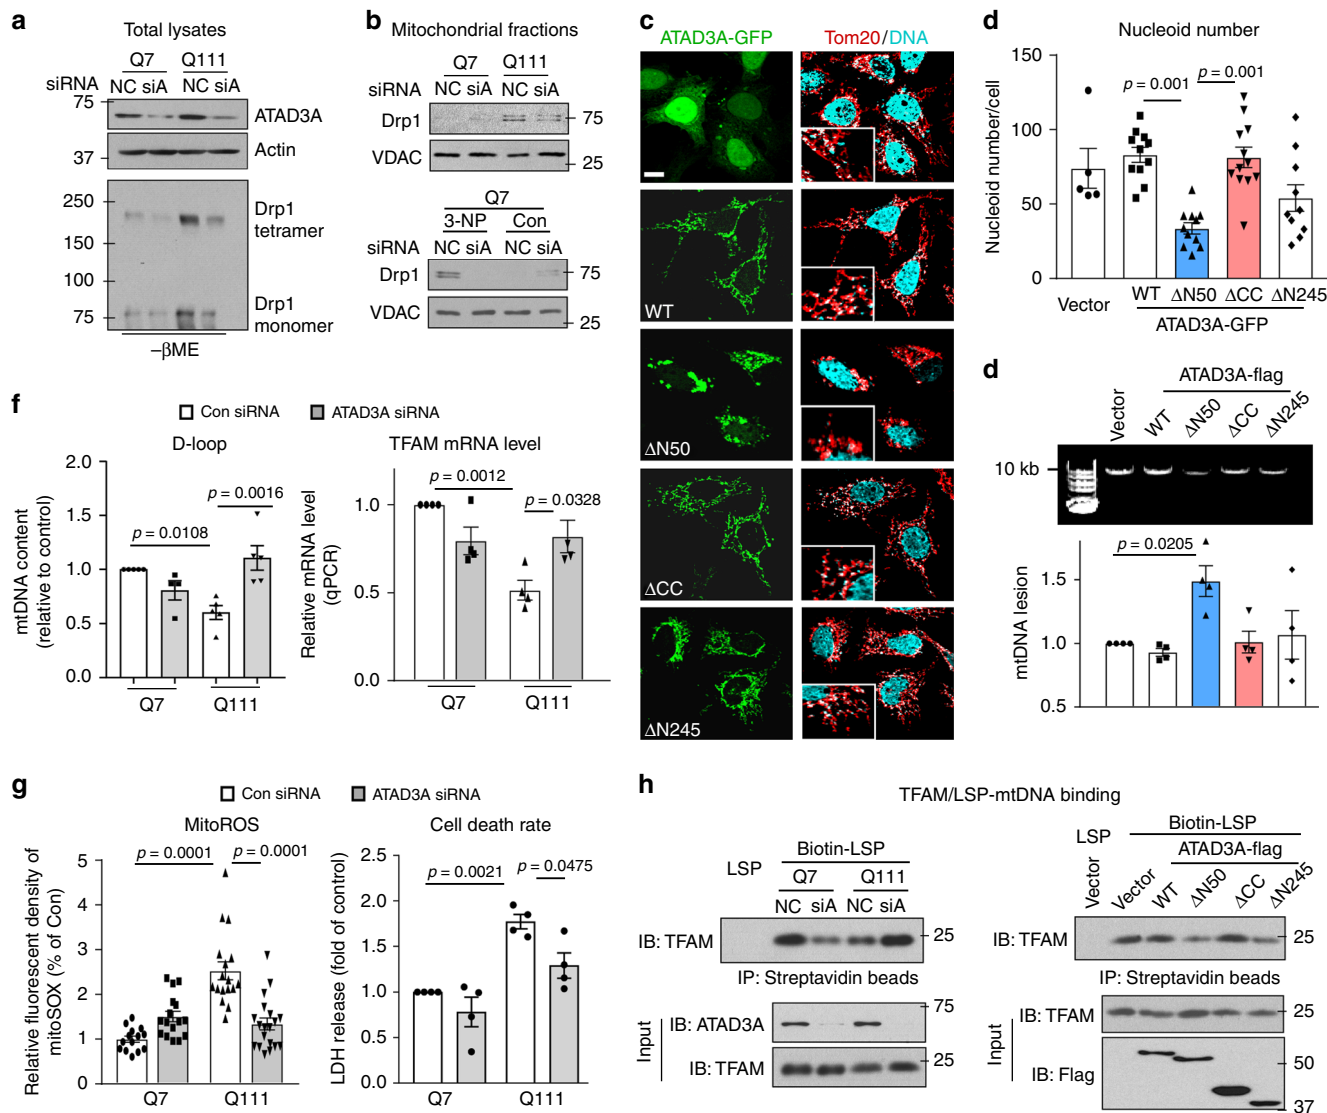 a
Total lysates
Q7 Q111
siRNA NC siA NC siA
75
ATAD3A
37
Actin
250
Drp1 tetramer
150
100
75
Drp1 monomer
–βME
b
Mitochondrial fractions
Q7 Q111
siRNA NC siA NC siA
Drp1 75
VDAC 25
Q7
3-NP Con
siRNA NC siA NC siA
Drp1 75
VDAC 25
c
ATAD3A-GFP Tom20/DNA
WT
ΔN50
ΔCC
ΔN245
d
Nucleoid number
Nucleoid number/cell
150
100
50
0
p = 0.001
p = 0.001
Vector WT ΔN50 ΔCC ΔN245
ATAD3A-GFP
d
ATAD3A-flag
Vector WT ΔN50 ΔCC ΔN245
10 kb
mtDNA lesion
1.5
1.0
0.5
p = 0.0205
f
Con siRNA ATAD3A siRNA
D-loop
mtDNA content
(relative to control)
2.0
1.5
1.0
0.5
0.0
p = 0.0108
p = 0.0016
Q7 Q111
TFAM mRNA level
Relative mRNA level
(qPCR)
1.0
0.5
0.0
p = 0.0012
p = 0.0328
Q7 Q111
g
Con siRNA ATAD3A siRNA
MitoROS
Relative fluorescent density of
mitoSOX (% of Con)
5
4
3
2
1
0
p = 0.0001
p = 0.0001
Q7 Q111
Cell death rate
LDH release (fold of control)
2.5
2.0
1.5
1.0
0.5
0.0
p = 0.0021
p = 0.0475
Q7 Q111
h
TFAM/LSP-mtDNA binding
LSP
Biotin-LSP
Q7 Q111
NC siA NC siA
IB: TFAM 25
IP: Streptavidin beads
Input
IB: ATAD3A 75
IB: TFAM 25
LSP
Biotin-LSP
ATAD3A-flag
Vector Vector WT ΔN50 ΔCC ΔN245
IB: TFAM 25
IP: Streptavidin beads
Input
IB: TFAM 25
IB: Flag 50
37